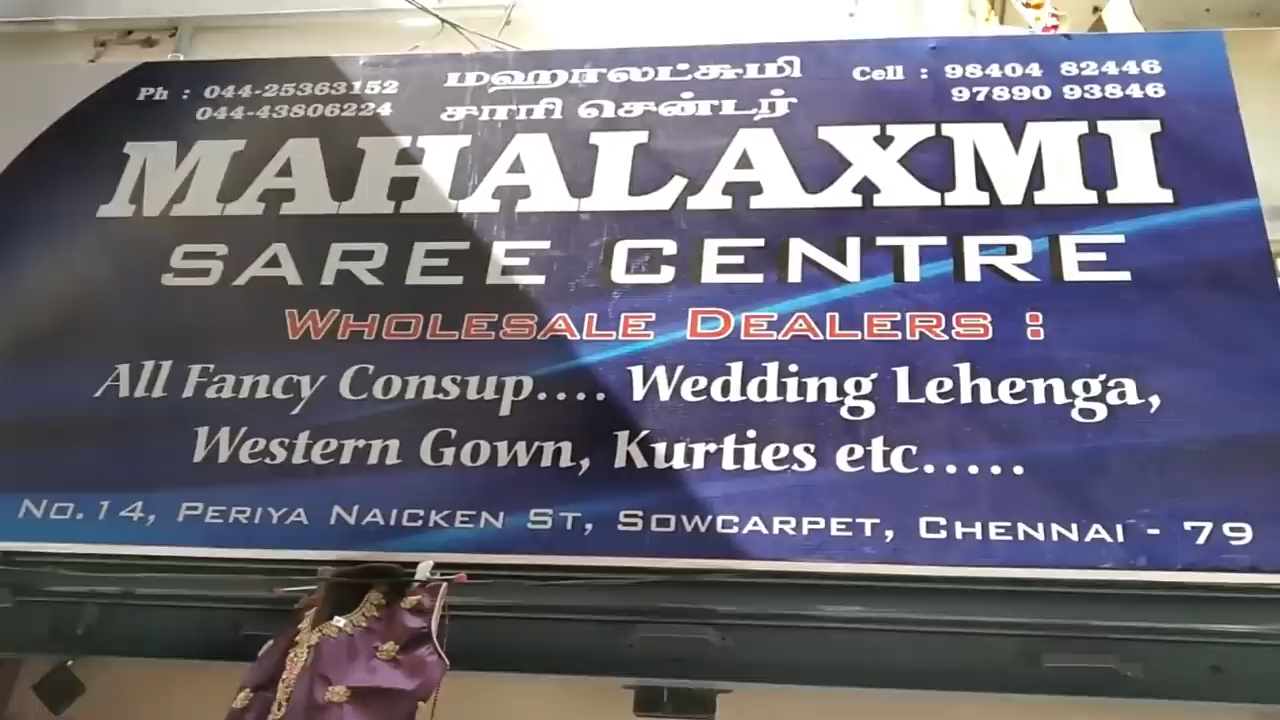 Ph : 044-25363152
044-43806224
மஹாலட்சுமி
சாரி சென்டர்
Cell : 98404 82446
97890 93846
MAHALAXMI
SAREE CENTRE
WHOLESALE DEALERS :
All Fancy Consup.... Wedding Lehenga,
Western Gown, Kurties etc.....
No.14, PERIYA NAICKEN ST, SOWCARPET, CHENNAI - 79